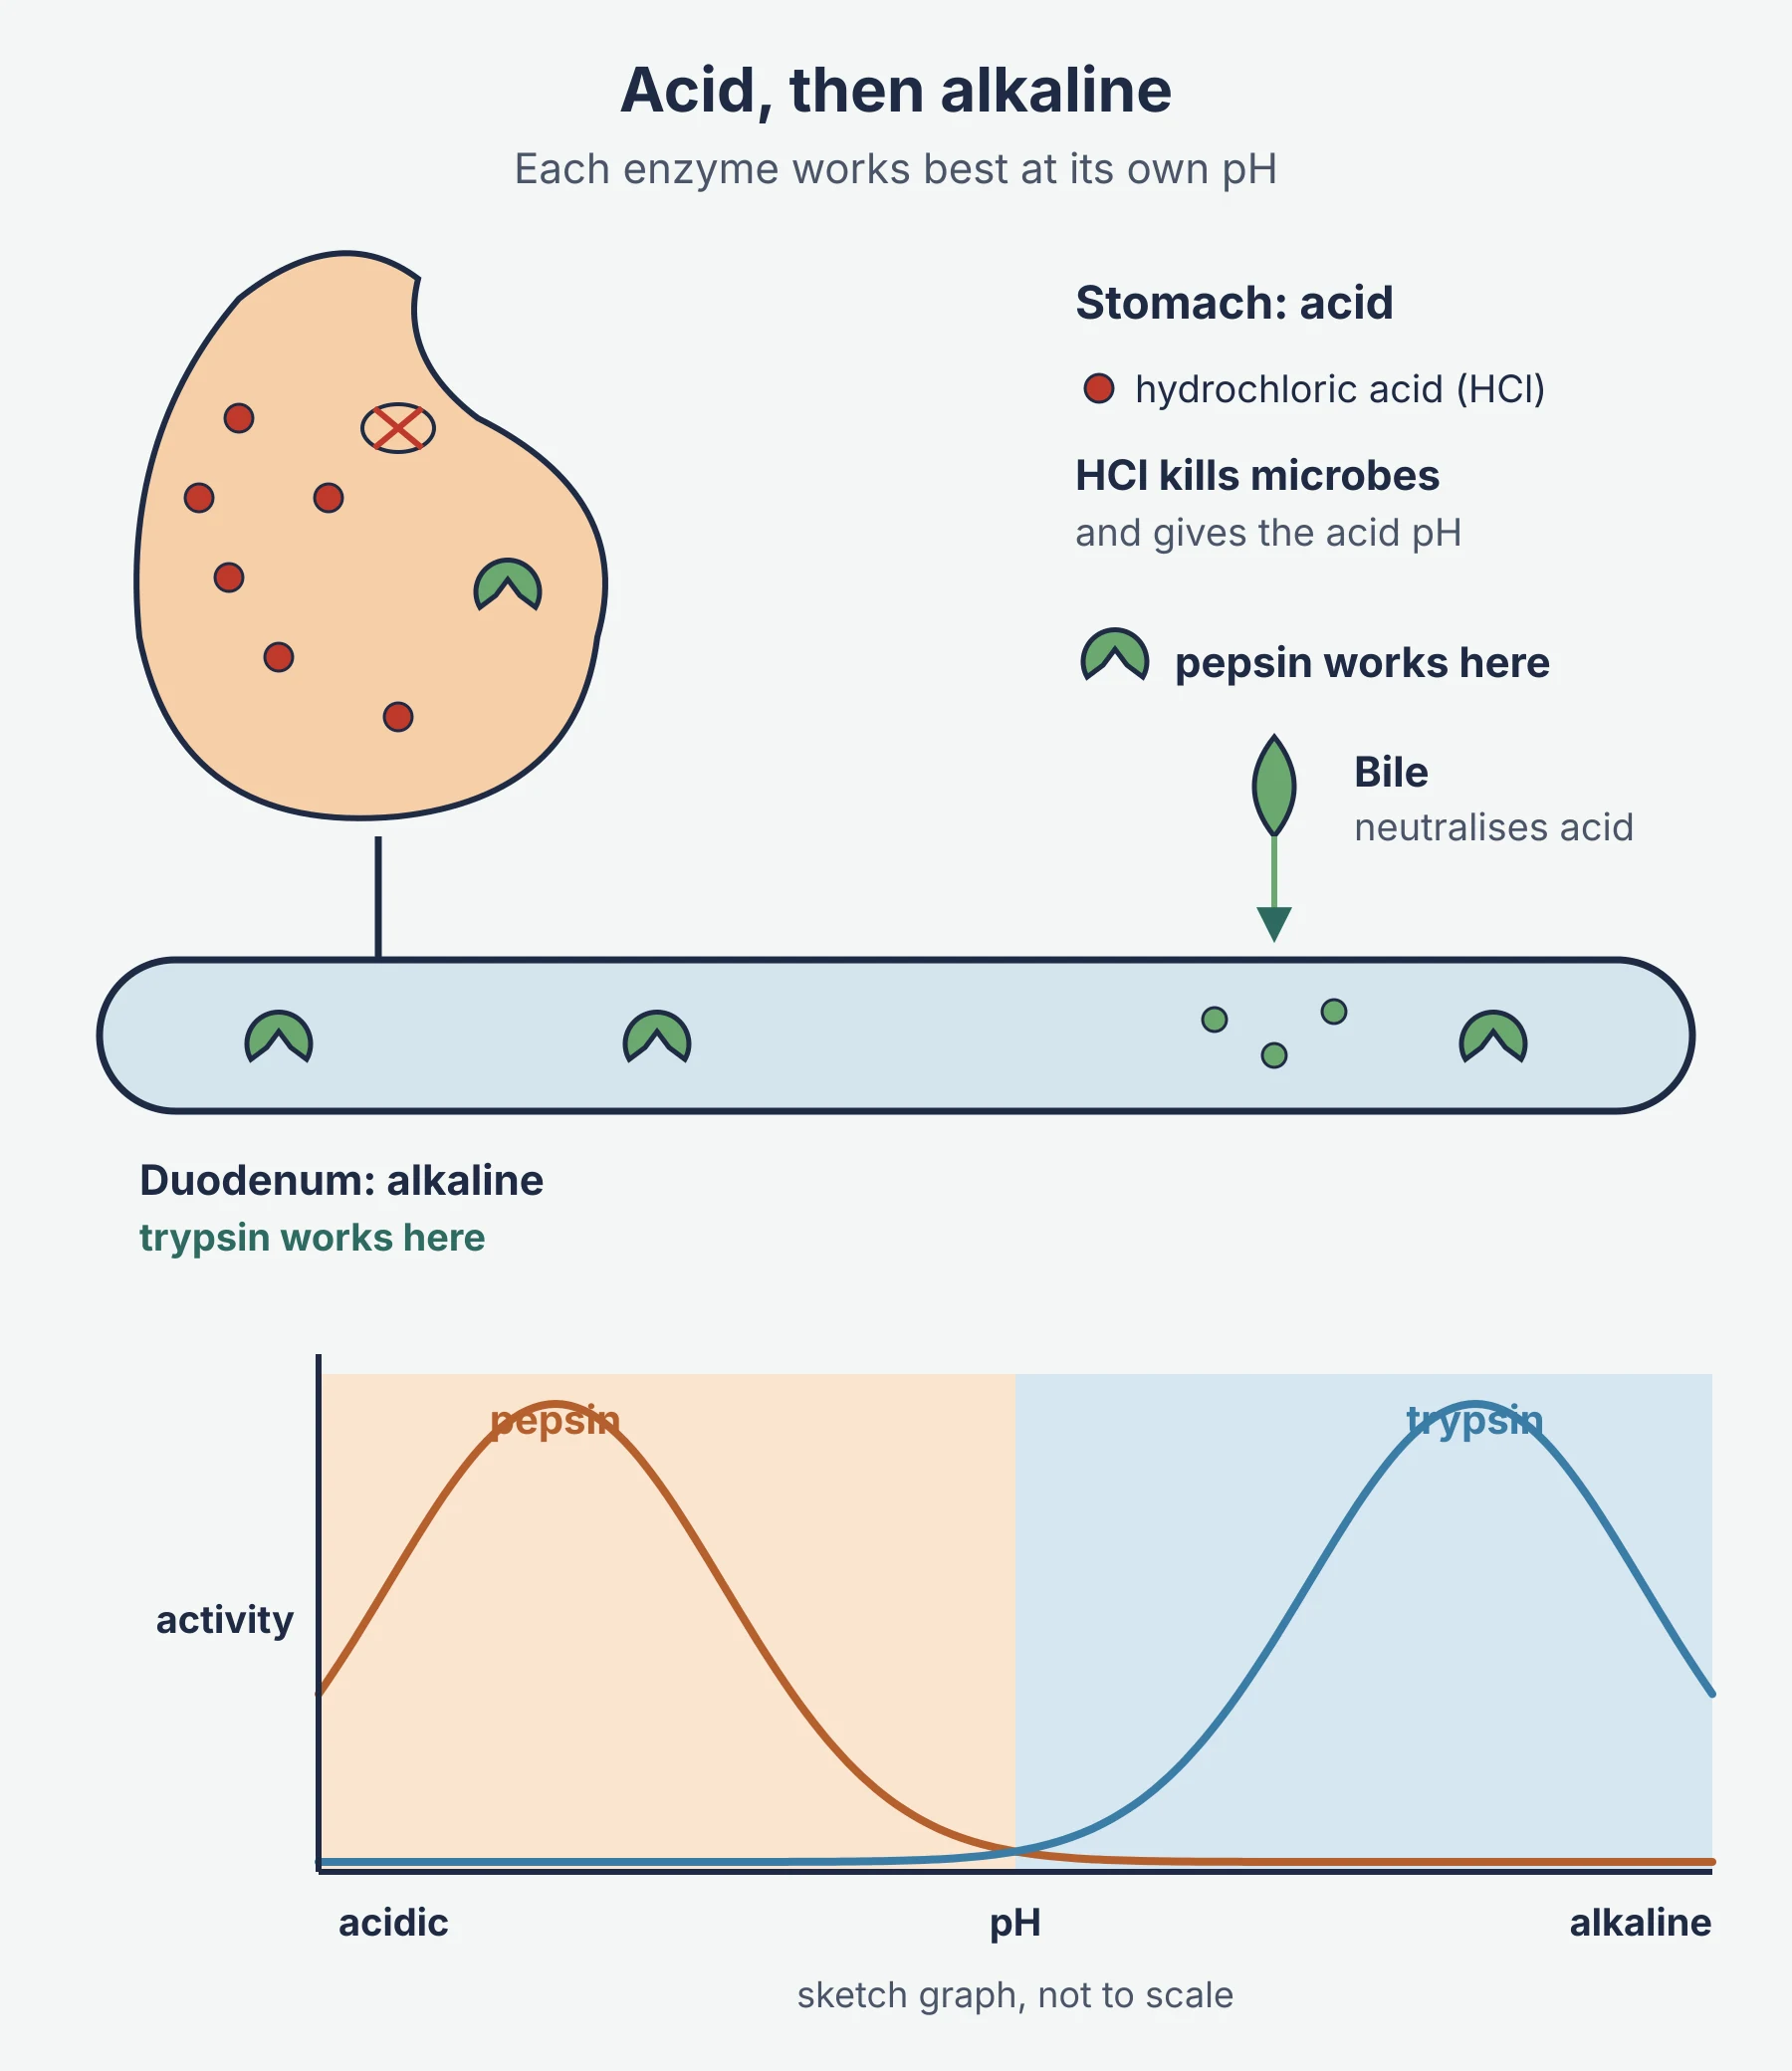 Acid, then alkaline
Each enzyme works best at its own pH
Stomach: acid
hydrochloric acid (HCl)
HCl kills microbes
and gives the acid pH
pepsin works here
Bile
neutralises acid
Duodenum: alkaline
trypsin works here
pepsin
trypsin
activity
acidic
pH
alkaline
sketch graph, not to scale